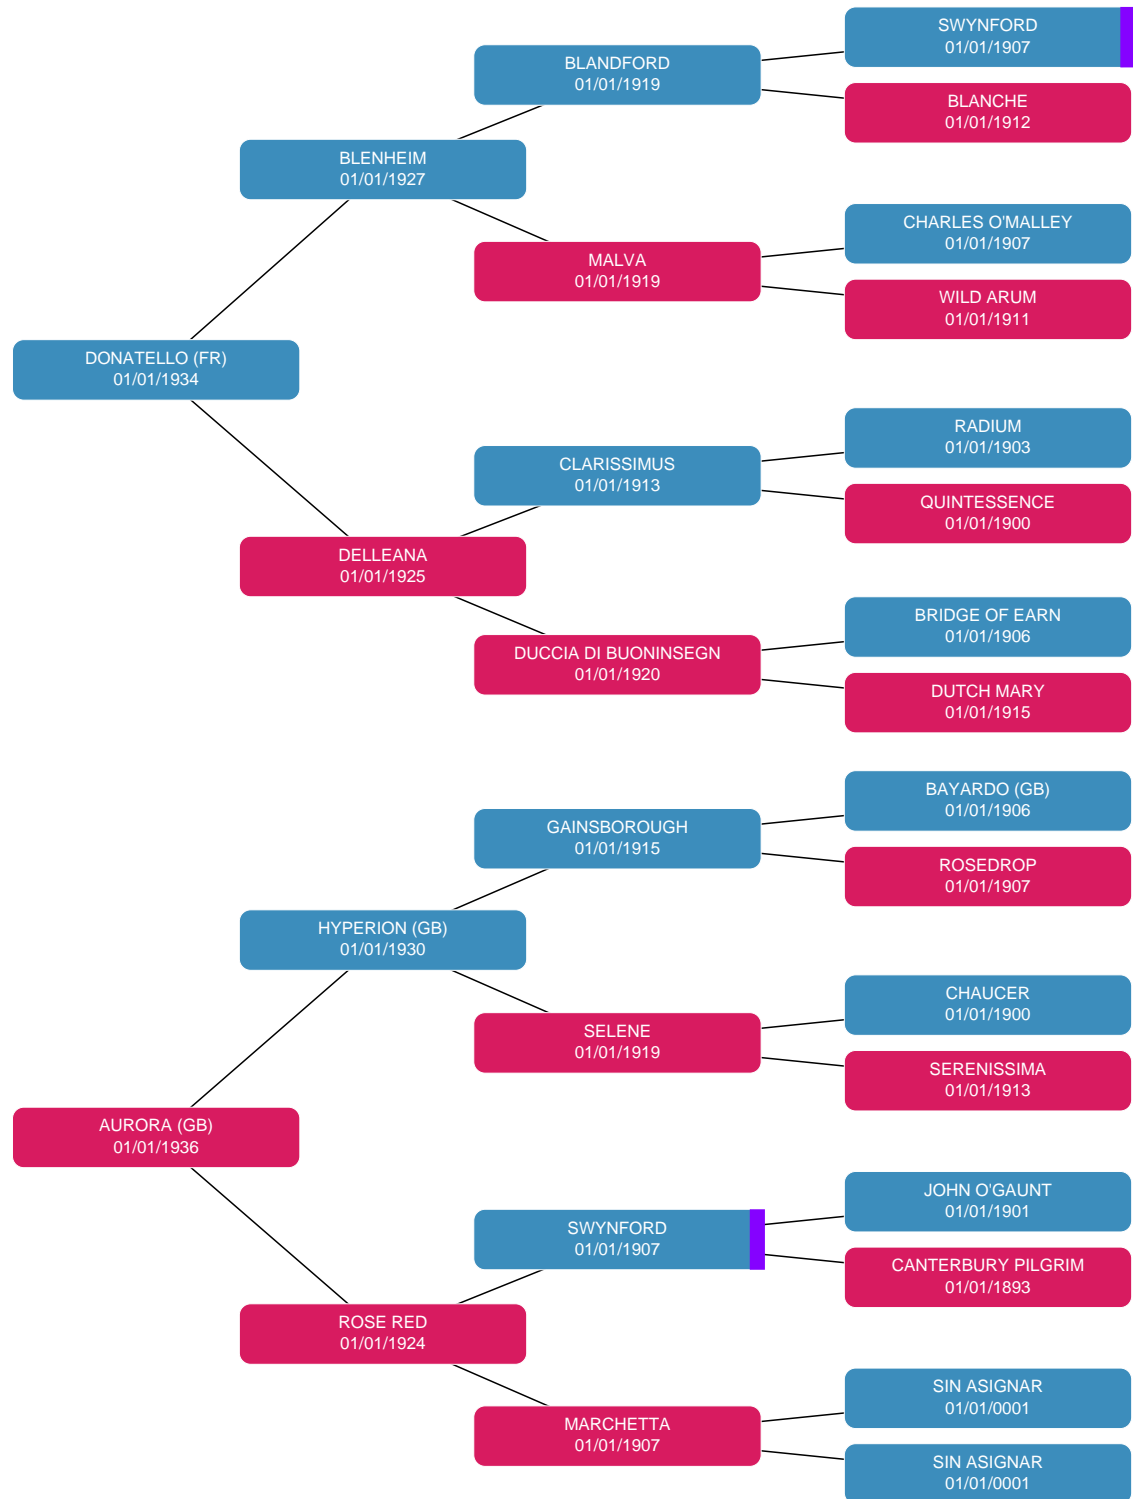 SWYNFORD
01/01/1907
BLANDFORD
01/01/1919
BLANCHE
01/01/1912
BLENHEIM
01/01/1927
CHARLES O'MALLEY
01/01/1907
MALVA
01/01/1919
WILD ARUM
01/01/1911
DONATELLO (FR)
01/01/1934
RADIUM
01/01/1903
CLARISSIMUS
01/01/1913
QUINTESSENCE
01/01/1900
DELLEANA
01/01/1925
BRIDGE OF EARN
01/01/1906
DUCCIA DI BUONINSEGN
01/01/1920
DUTCH MARY
01/01/1915
BAYARDO (GB)
01/01/1906
GAINSBOROUGH
01/01/1915
ROSEDROP
01/01/1907
HYPERION (GB)
01/01/1930
CHAUCER
01/01/1900
SELENE
01/01/1919
SERENISSIMA
01/01/1913
AURORA (GB)
01/01/1936
JOHN O'GAUNT
01/01/1901
SWYNFORD
01/01/1907
CANTERBURY PILGRIM
01/01/1893
ROSE RED
01/01/1924
SIN ASIGNAR
01/01/0001
MARCHETTA
01/01/1907
SIN ASIGNAR
01/01/0001